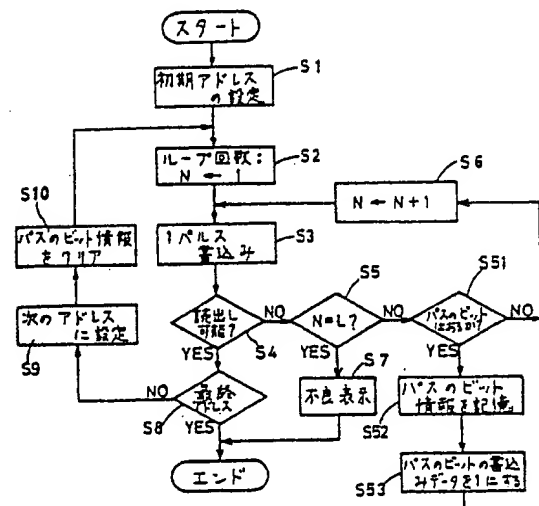 スタート
S1
初期アドレス
の設定
S2
ループ回数:
N ← 1
S6
N ← N+1
S10
パスのビット情報
をクリア
S3
1パルス
書込み
S5
S51
次のアドレス
に設定
S9
読出し
可能?
NO
S4
N=L?
NO
パスのビット
はあるか?
NO
YES
YES
YES
S7
NO
最終
アドレス
S8
YES
不良表示
パスのビット
情報を記憶
S52
エンド
パスのビットの書込
みデータを1にする
S53